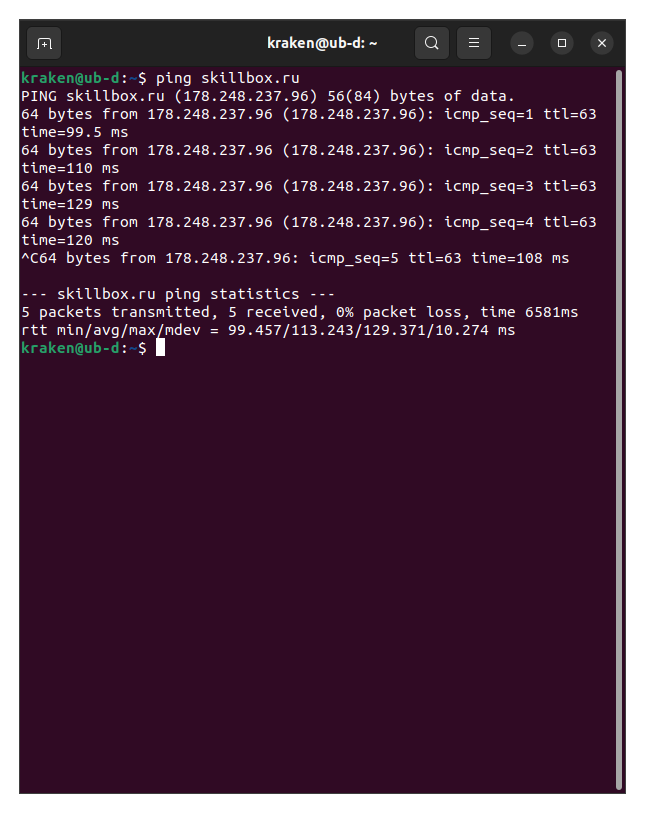 kraken@ub-d: ~
kraken@ub-d:~$ ping skillbox.ru
PING skillbox.ru (178.248.237.96) 56(84) bytes of data.
64 bytes from 178.248.237.96 (178.248.237.96): icmp_seq=1 ttl=63
time=99.5 ms
64 bytes from 178.248.237.96 (178.248.237.96): icmp_seq=2 ttl=63
time=110 ms
64 bytes from 178.248.237.96 (178.248.237.96): icmp_seq=3 ttl=63
time=129 ms
64 bytes from 178.248.237.96 (178.248.237.96): icmp_seq=4 ttl=63
time=120 ms
^C64 bytes from 178.248.237.96: icmp_seq=5 ttl=63 time=108 ms
--- skillbox.ru ping statistics ---
5 packets transmitted, 5 received, 0% packet loss, time 6581ms
rtt min/avg/max/mdev = 99.457/113.243/129.371/10.274 ms
kraken@ub-d:~$